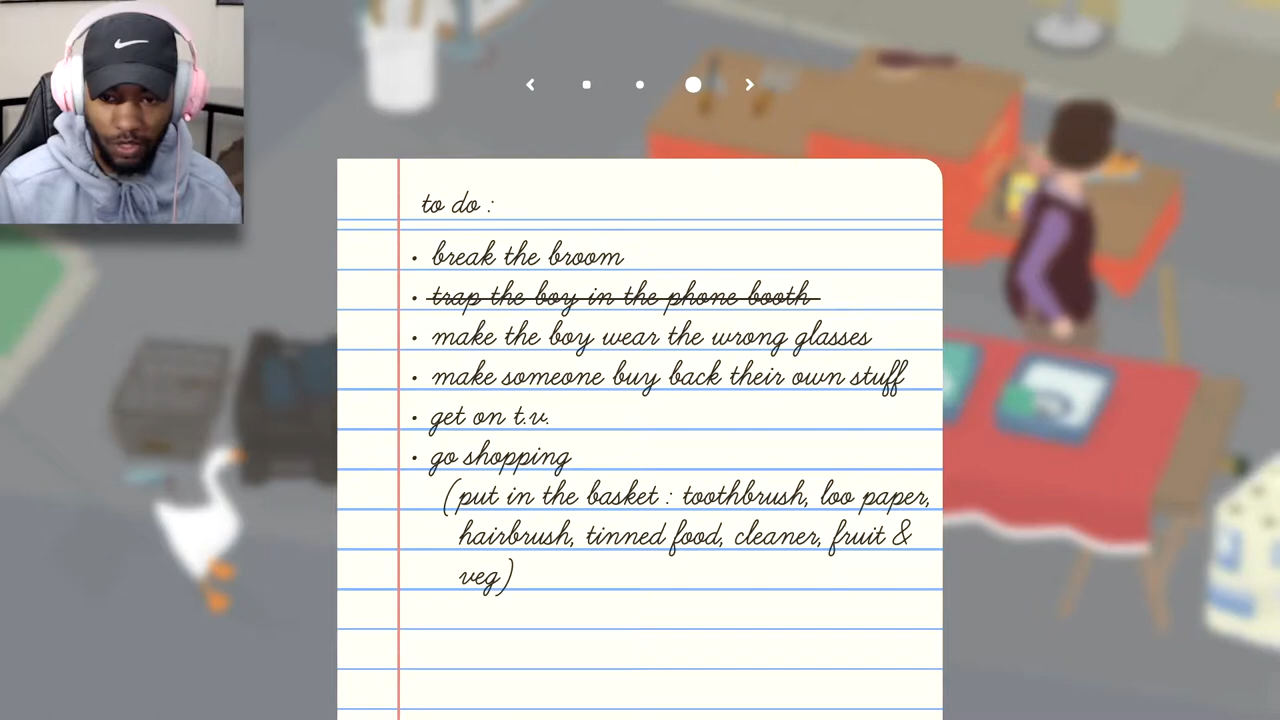 to do :
• break the broom
• trap the boy in the phone booth
• make the boy wear the wrong glasses
• make someone buy back their own stuff
• get on t.v.
• go shopping
(put in the basket : toothbrush, loo paper,
hairbrush, tinned food, cleaner, fruit &
veg)